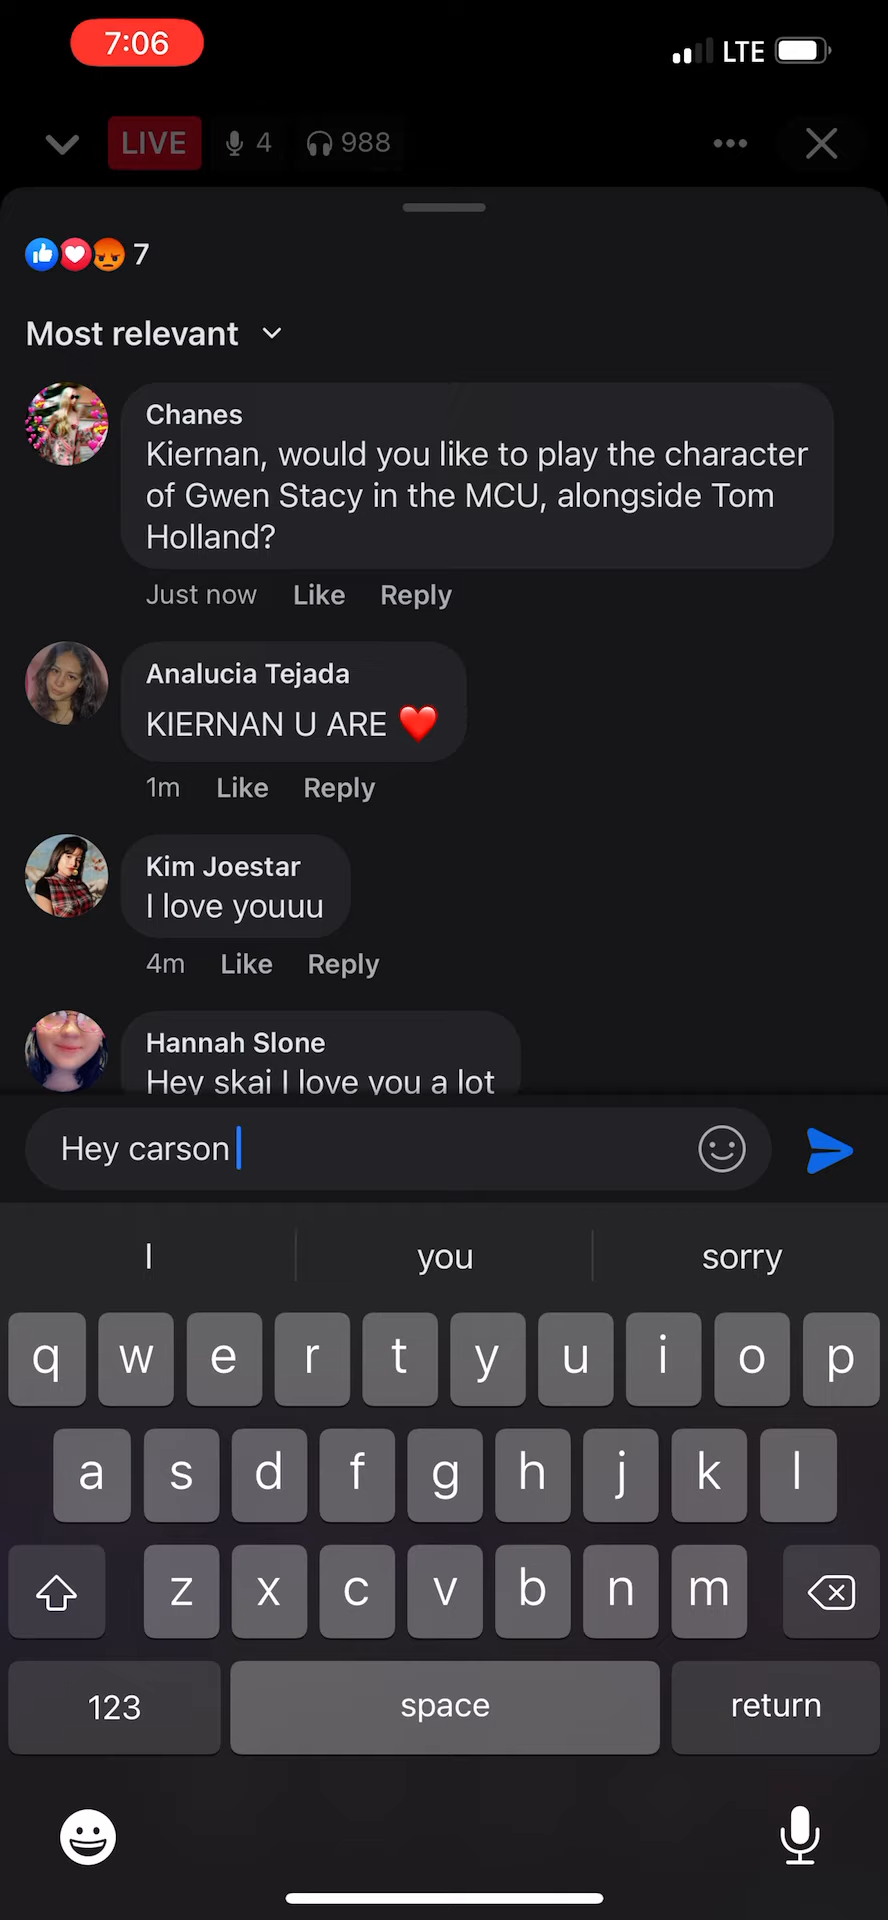 7:06
LTE
LIVE 4 988
7
Most relevant
Chanes
Kiernan, would you like to play the character
of Gwen Stacy in the MCU, alongside Tom
Holland?
Just now Like Reply
Analucia Tejada
KIERNAN U ARE ❤️
1m Like Reply
Kim Joestar
I love youuu
4m Like Reply
Hannah Slone
Hey skai I love you a lot
Hey carson
I you sorry
q w e r t y u i o p
a s d f g h j k l
z x c v b n m
123 space return